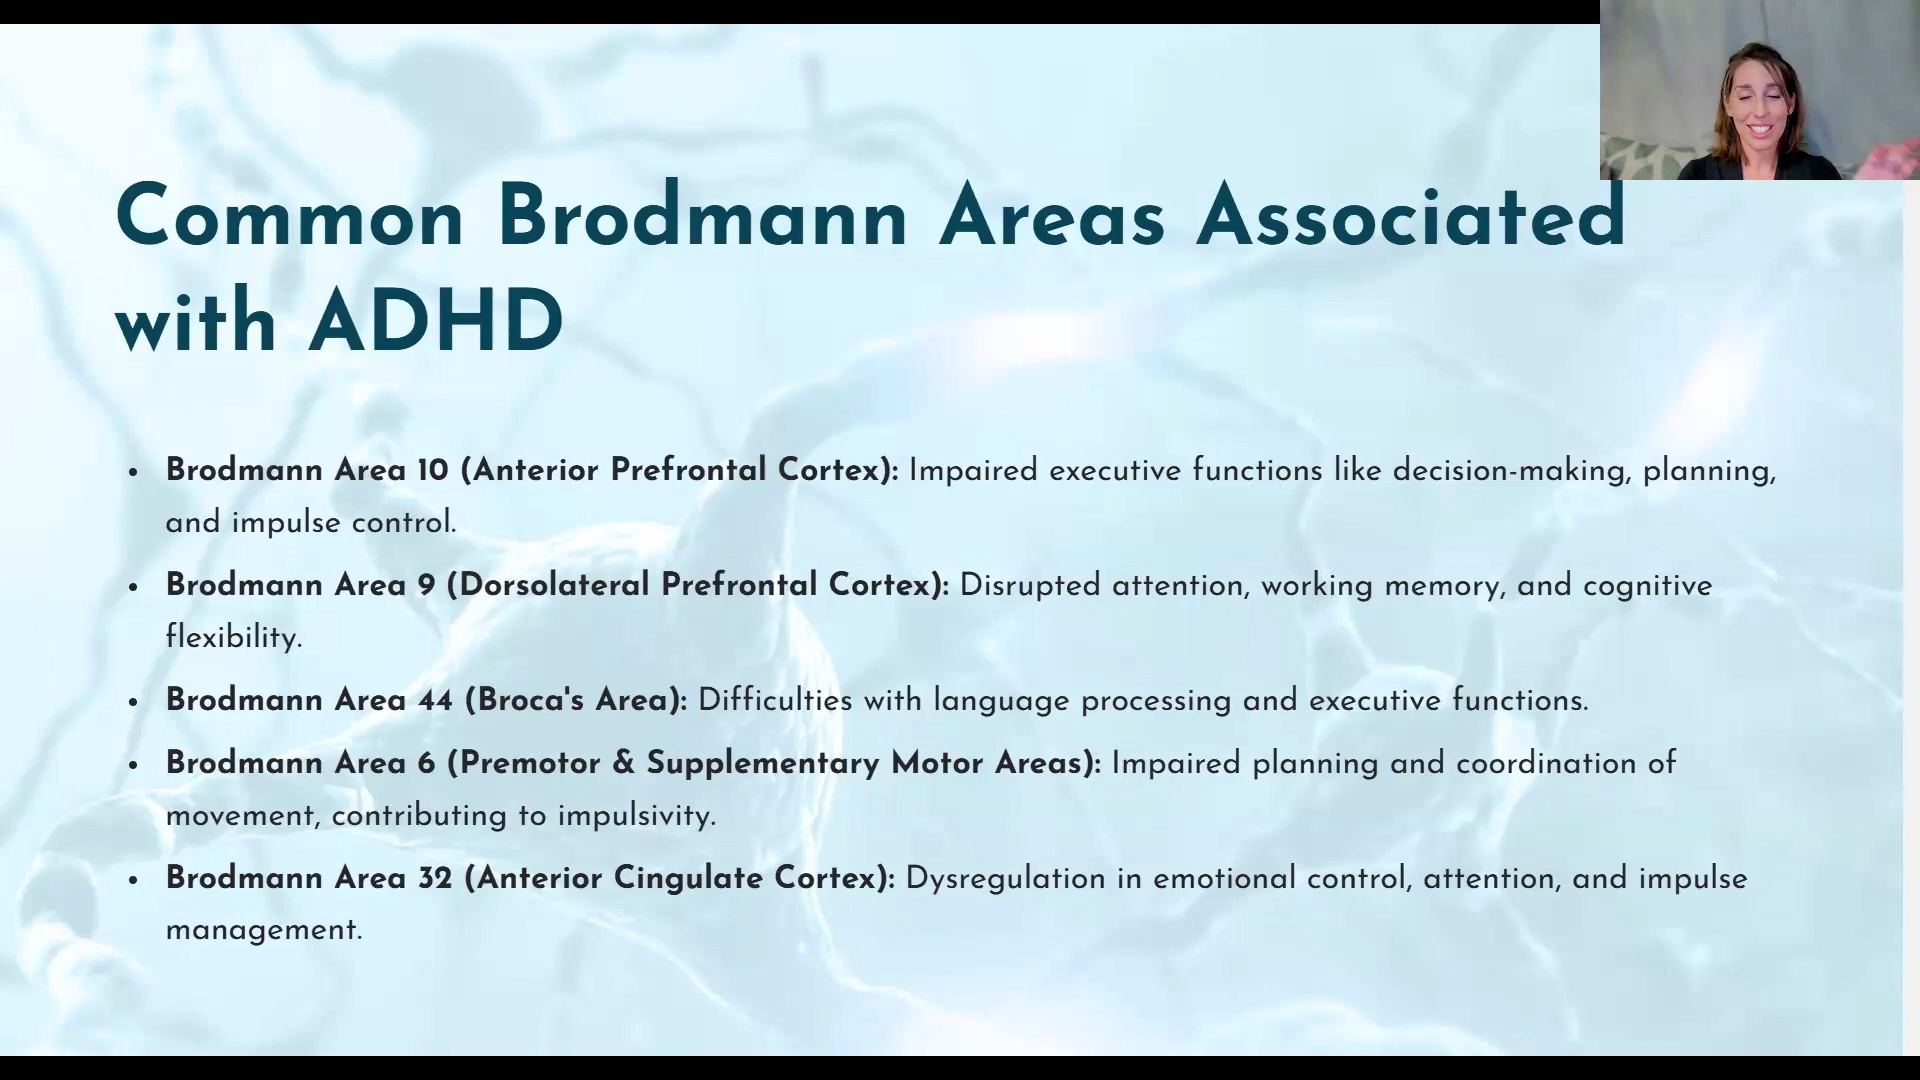 Common Brodmann Areas Associated
with ADHD
• Brodmann Area 10 (Anterior Prefrontal Cortex): Impaired executive functions like decision-making, planning,
and impulse control.
• Brodmann Area 9 (Dorsolateral Prefrontal Cortex): Disrupted attention, working memory, and cognitive
flexibility.
• Brodmann Area 44 (Broca's Area): Difficulties with language processing and executive functions.
• Brodmann Area 6 (Premotor & Supplementary Motor Areas): Impaired planning and coordination of
movement, contributing to impulsivity.
• Brodmann Area 32 (Anterior Cingulate Cortex): Dysregulation in emotional control, attention, and impulse
management.